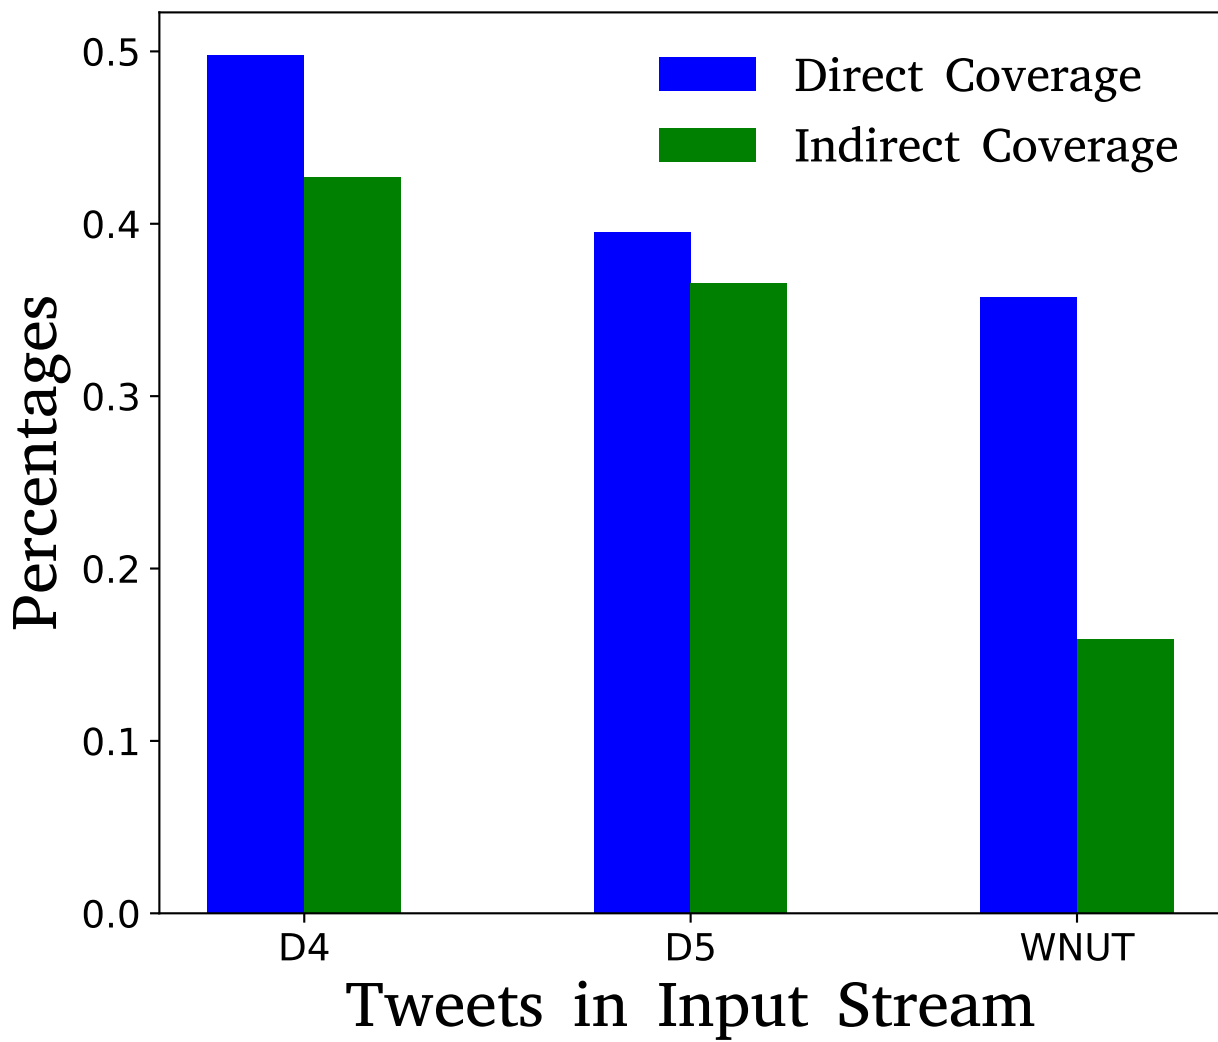 Direct Coverage
Indirect Coverage
Percentages
0.5
0.4
0.3
0.2
0.1
0.0
D4 D5 WNUT
Tweets in Input Stream